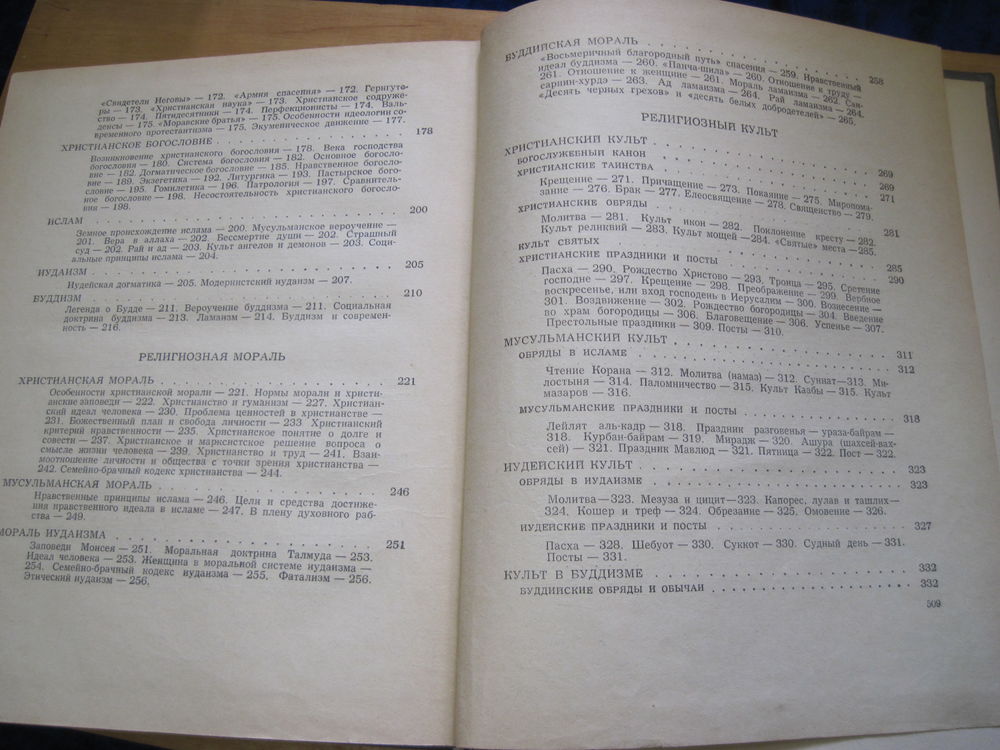 «Свидетели Иеговы» — 172. «Армия спасения» — 172. Гернгуте-
ры — 173. «Христианская наука» — 173. Христианское содруже-
ство — 174. Пятидесятники — 174. Перфекционисты — 174. Валь-
денсы — 175. «Моравские братья» — 175. Особенности идеологии со-
временного протестантизма — 175. Экуменическое движение — 177.
ХРИСТИАНСКОЕ БОГОСЛОВИЕ . . . . . . . . . . . . 178
Возникновение христианского богословия — 178. Века господства
богословия — 180. Система богословия — 182. Основное богосло-
вие — 182. Догматическое богословие — 185. Нравственное богосло-
вие — 189. Экзегетика — 192. Литургика — 193. Пастырское бого-
словие — 195. Гомилетика — 196. Патрология — 197. Сравнитель-
ное богословие — 198. Несостоятельность христианского богосло-
вия — 198.
ИСЛАМ . . . . . . . . . . . . 200
Земное происхождение ислама — 200. Мусульманское вероучение —
201. Вера в аллаха — 202. Бессмертие души — 202. Страшный
суд — 202. Рай и ад — 203. Культ ангелов и демонов — 203. Соци-
альные принципы ислама — 204.
ИУДАИЗМ . . . . . . . . . . . . 205
Иудейская догматика — 205. Модернистский иудаизм — 207.
БУДДИЗМ . . . . . . . . . . . . 210
Легенда о Будде — 211. Вероучение буддизма — 211. Социальная
доктрина буддизма — 213. Ламаизм — 214. Буддизм и современ-
ность — 216.
РЕЛИГИОЗНАЯ МОРАЛЬ
ХРИСТИАНСКАЯ МОРАЛЬ . . . . . . . . . . . . 221
Особенности христианской морали — 221. Нормы морали и христи-
анские заповеди — 222. Христианство и гуманизм — 227. Христиан-
ский идеал человека — 230. Проблема ценностей в христианстве —
231. Божественный план и свобода личности — 233 Христианский
критерий нравственности — 235. Христианское понятие о долге и
совести — 237. Христианское и марксистское решение вопроса о
смысле жизни человека — 239. Христианство и труд — 241. Взаи-
моотношение личности и общества с точки зрения христианства —
242. Семейно-брачный кодекс христианства — 244.
МУСУЛЬМАНСКАЯ МОРАЛЬ . . . . . . . . . . . . 246
Нравственные принципы ислама — 246. Цели и средства достиже-
ния нравственного идеала в исламе — 247. В плену духовного раб-
ства — 249.
МОРАЛЬ ИУДАИЗМА . . . . . . . . . . . . 251
Заповеди Моисея — 251. Моральная доктрина Талмуда — 253.
Идеал человека — 253. Женщина в моральной системе иудаизма —
254. Семейно-брачный кодекс иудаизма — 255. Фатализм — 256.
Этический иудаизм — 256.
БУДДИЙСКАЯ МОРАЛЬ . . . . . . . . . . . . 258
«Восьмеричный благородный путь» спасения — 259. Нравственный
идеал буддизма — 260. «Панча-шила» — 260. Отношение к труду —
261. Отношение к женщине — 261. Мораль ламаизма — 262. Сан-
сарнин-хурдэ — 263. Ад ламаизма — 264. Рай ламаизма — 264.
«Десять черных грехов» и «десять белых добродетелей» — 265.
РЕЛИГИОЗНЫЙ КУЛЬТ
ХРИСТИАНСКИЙ КУЛЬТ . . . . . . . . . . . . 269
БОГОСЛУЖЕБНЫЙ КАНОН . . . . . . . . . . . . 269
ХРИСТИАНСКИЕ ТАИНСТВА . . . . . . . . . . . . 271
Крещение — 271. Причащение — 273. Покаяние — 275. Миропома-
зание — 276. Брак — 277. Елеосвящение — 278. Священство — 279.
ХРИСТИАНСКИЕ ОБРЯДЫ . . . . . . . . . . . . 281
Молитва — 281. Культ икон — 282. Поклонение кресту — 282.
Культ реликвий — 283. Культ мощей — 284. «Святые» места — 285.
КУЛЬТ СВЯТЫХ . . . . . . . . . . . . 285
ХРИСТИАНСКИЕ ПРАЗДНИКИ И ПОСТЫ . . . . . . . . 290
Пасха — 290. Рождество Христово — 293. Троица — 295. Сретение
господне — 297. Крещение — 298. Преображение — 299. Вербное
воскресенье, или вход господень в Иерусалим — 300. Вознесение —
301. Воздвижение — 302. Рождество богородицы — 304. Введение
во храм богородицы — 306. Благовещение — 306. Успенье — 307.
Престольные праздники — 309. Посты — 310.
МУСУЛЬМАНСКИЙ КУЛЬТ . . . . . . . . . . . . 311
ОБРЯДЫ В ИСЛАМЕ . . . . . . . . . . . . 312
Чтение Корана — 312. Молитва (намаз) — 312. Суннат—313. Ми-
лостыня — 314. Паломничество — 315. Культ Каабы — 315. Культ
мазаров — 316.
МУСУЛЬМАНСКИЕ ПРАЗДНИКИ И ПОСТЫ . . . . . . . . 318
Лейлят аль-кадр — 318. Праздник разговенья — ураза-байрам —
318. Курбан-байрам — 319. Мирадж — 320. Ашура (шахсей-вах-
сей) — 321. Праздник Мавлюд — 321. Пятница — 322. Пост — 322.
ИУДЕЙСКИЙ КУЛЬТ . . . . . . . . . . . . 323
ОБРЯДЫ В ИУДАИЗМЕ . . . . . . . . . . . . 323
Молитва—323. Мезуза и цицит—323. Капорес, лулав и ташлих—
324. Кошер и треф — 324. Обрезание — 325. Омовение — 326.
ИУДЕЙСКИЕ ПРАЗДНИКИ И ПОСТЫ . . . . . . . . 327
Пасха — 328. Шебуот — 330. Суккот — 330. Судный день — 331.
Посты — 331.
КУЛЬТ В БУДДИЗМЕ . . . . . . . . . . . . 332
БУДДИЙСКИЕ ОБРЯДЫ И ОБЫЧАИ . . . . . . . . 332
509